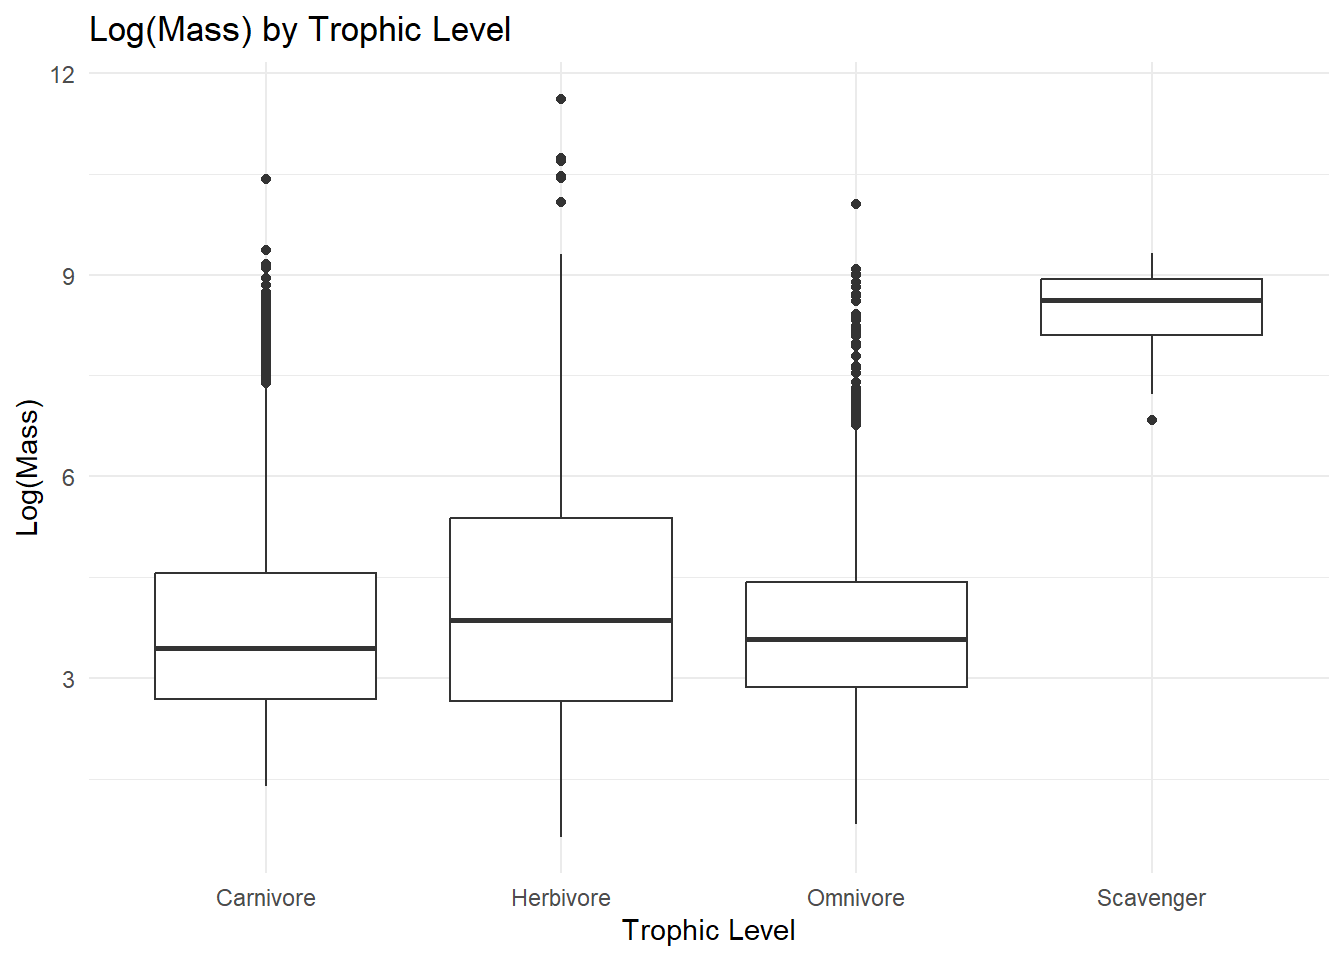 Log(Mass) by Trophic Level
12
9
6
3
Log(Mass)
Carnivore Herbivore Omnivore Scavenger
Trophic Level